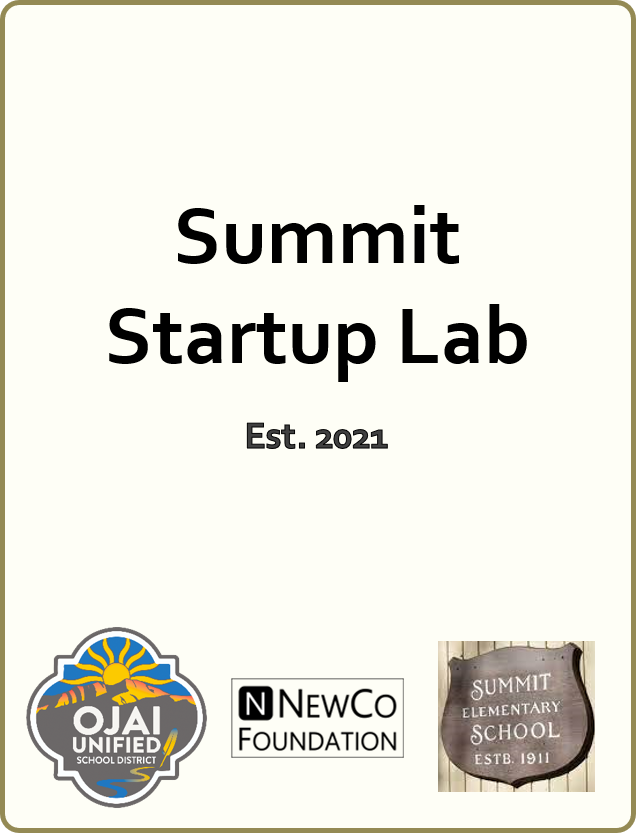 Summit
Startup Lab
Est. 2021
OJAI
UNIFIED
SCHOOL DISTRICT
N NEWCO
FOUNDATION
SUMMIT
ELEMENTARY
SCHOOL
ESTB. 1911